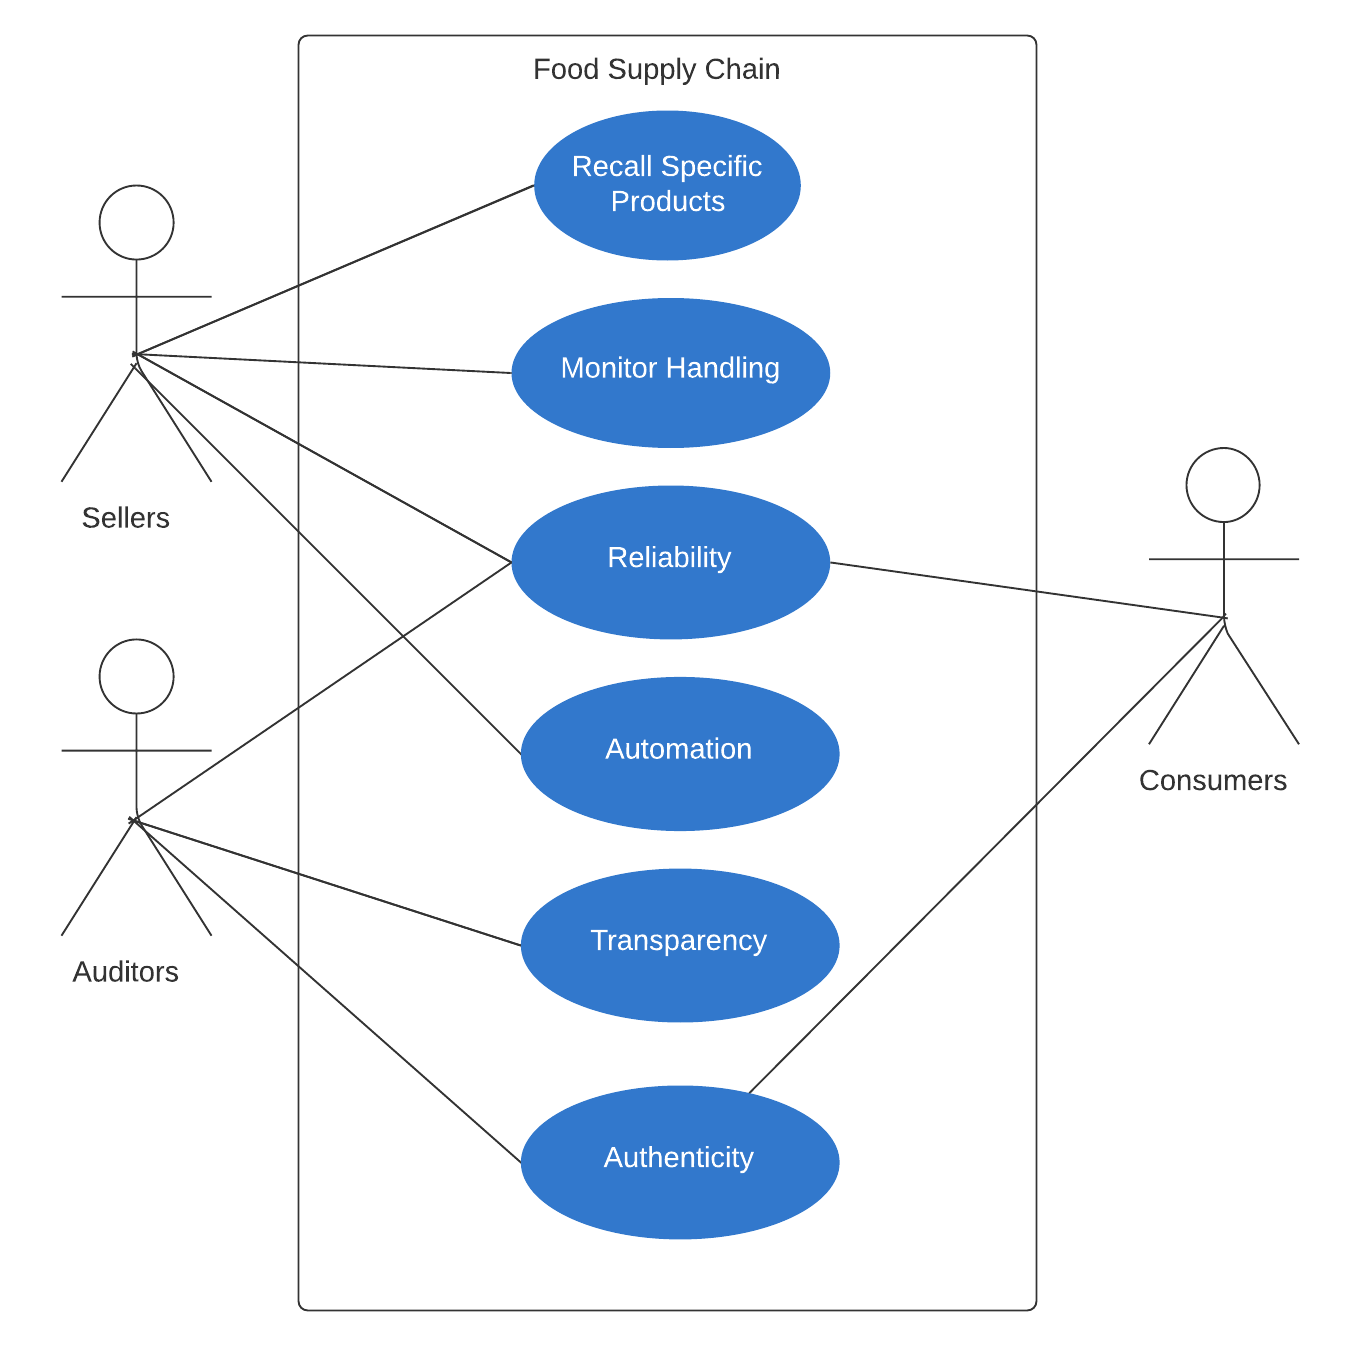 Food Supply Chain
Recall Specific
Products
Monitor Handling
Sellers
Reliability
Automation
Consumers
Transparency
Auditors
Authenticity